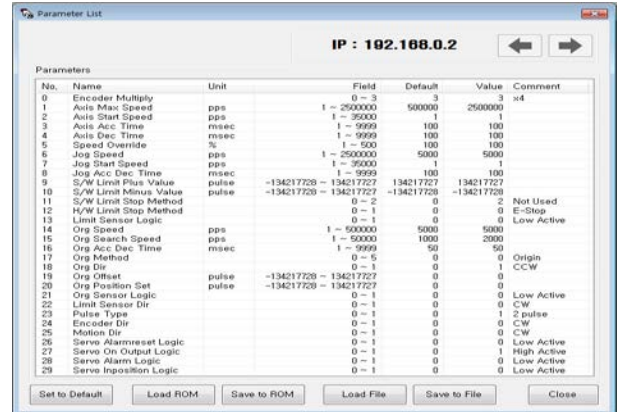 Parameter List
IP : 192.168.0.2
Parameters
No. Name Unit Field Default Value Comment
0 Encoder Multiply 0 ~ 3 3 3 x4
1 Axis Max Speed pps 1 ~ 2500000 500000 2500000
2 Axis Start Speed pps 1 ~ 35000 1 1
3 Axis Acc Time msec 1 ~ 9999 100 100
4 Axis Dec Time msec 1 ~ 9999 100 100
5 Speed Override % 1 ~ 500 100 100
6 Jog Speed pps 1 ~ 2500000 5000 5000
7 Jog Start Speed pps 1 ~ 35000 1 1
8 Jog Acc Dec Time msec 1 ~ 9999 100 100
9 S/W Limit Plus Value pulse -134217728 ~ 134217727 134217727 134217727
10 S/W Limit Minus Value pulse -134217728 ~ 134217727 -134217728 -134217728
11 S/W Limit Stop Method 0 ~ 2 0 2 Not Used
12 H/W Limit Stop Method 0 ~ 1 0 0 E-Stop
13 Limit Sensor Logic 0 ~ 1 0 0 Low Active
14 Org Speed pps 1 ~ 500000 5000 5000
15 Org Search Speed pps 1 ~ 50000 1000 2000
16 Org Acc Dec Time msec 1 ~ 9999 50 50
17 Org Method 0 ~ 5 0 0 Origin
18 Org Dir 0 ~ 1 0 1 CCW
19 Org Offset pulse -134217728 ~ 134217727 0 0
20 Org Position Set pulse -134217728 ~ 134217727 0 0
21 Org Sensor Logic 0 ~ 1 0 0 Low Active
22 Limit Sensor Dir 0 ~ 1 0 0 CW
23 Pulse Type 0 ~ 1 1 2 pulse
24 Encoder Dir 0 ~ 1 0 0 CW
25 Motion Dir 0 ~ 1 0 0 CW
26 Servo Alarmreset Logic 0 ~ 1 0 0 Low Active
27 Servo On Output Logic 0 ~ 1 0 1 High Active
28 Servo Alarm Logic 0 ~ 1 0 0 Low Active
29 Servo Inposition Logic 0 ~ 1 0 0 Low Active
Set to Default Load ROM Save to ROM Load File Save to File Close